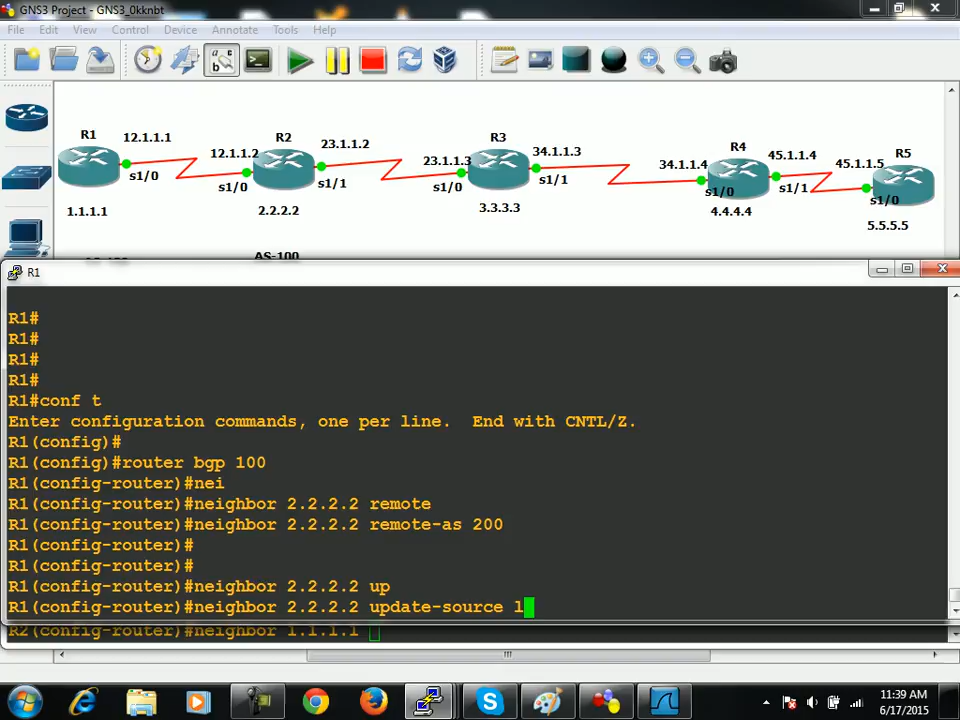 GNS3 Project - GNS3_0kknbt
File Edit View Control Device Annotate Tools Help
R1 12.1.1.1 R2 23.1.1.2 R3 34.1.1.3 R4 45.1.1.4 R5
12.1.1.2 23.1.1.3 34.1.1.4 45.1.1.5
s1/0 s1/0 s1/1 s1/0 s1/1 s1/0 s1/1 s1/0
1.1.1.1 2.2.2.2 3.3.3.3 4.4.4.4 5.5.5.5
AS-100
R1
R1#
R1#
R1#
R1#
R1#conf t
Enter configuration commands, one per line.  End with CNTL/Z.
R1(config)#
R1(config)#router bgp 100
R1(config-router)#nei
R1(config-router)#neighbor 2.2.2.2 remote
R1(config-router)#neighbor 2.2.2.2 remote-as 200
R1(config-router)#
R1(config-router)#
R1(config-router)#neighbor 2.2.2.2 up
R1(config-router)#neighbor 2.2.2.2 update-source l
R2(config-router)#neighbor 1.1.1.1
11:39 AM
6/17/2015